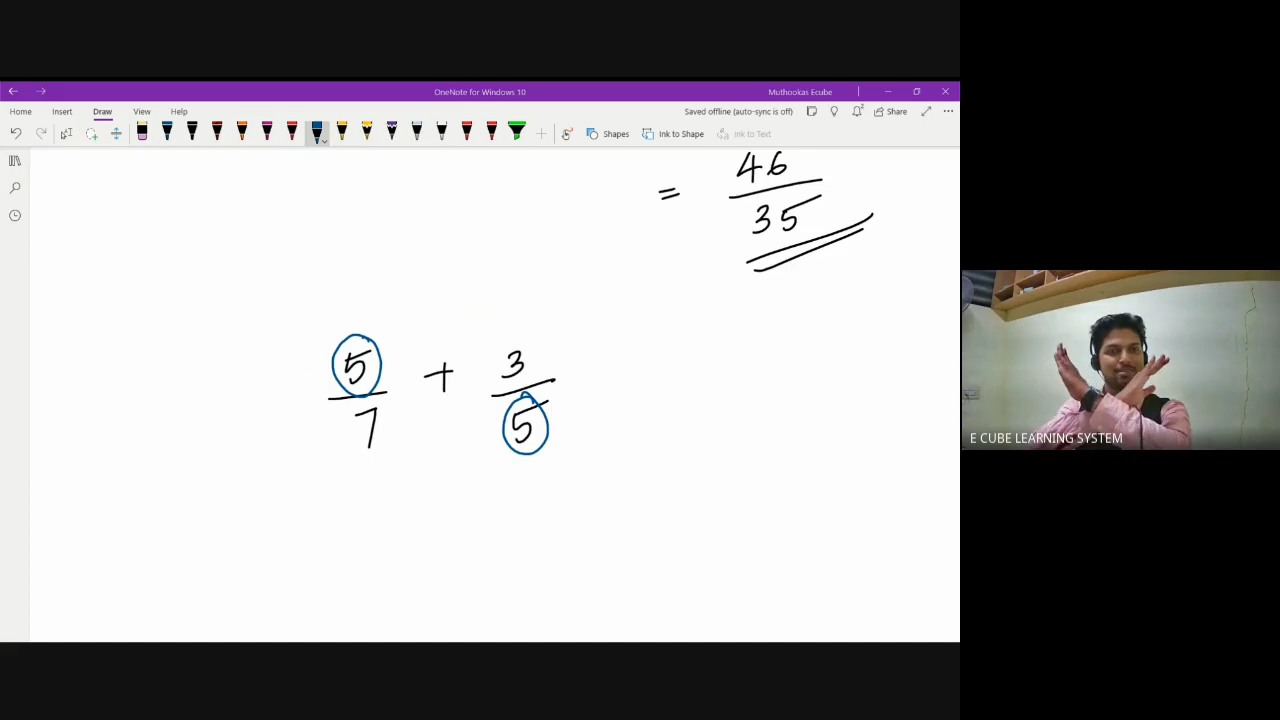 OneNote for Windows 10
Muthookas Ecube
Home Insert Draw View Help
Saved offline (auto-sync is off)
Share
Shapes
Ink to Shape
Ink to Text
= 46/35
5/7 + 3/5
E CUBE LEARNING SYSTEM